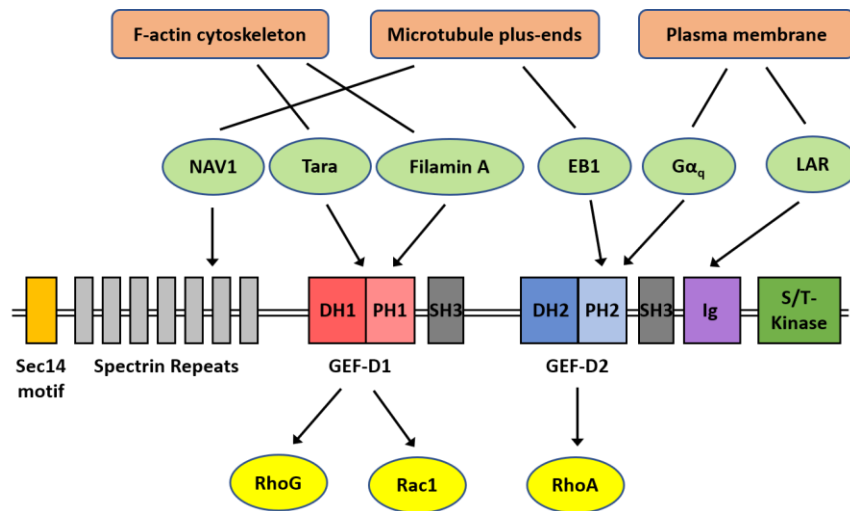 F-actin cytoskeleton
Microtubule plus-ends
Plasma membrane
NAV1
Tara
Filamin A
EB1
Gαq
LAR
DH1
PH1
SH3
DH2
PH2
SH3
Ig
S/T-
Kinase
Sec14
motif
Spectrin Repeats
GEF-D1
GEF-D2
RhoG
Rac1
RhoA